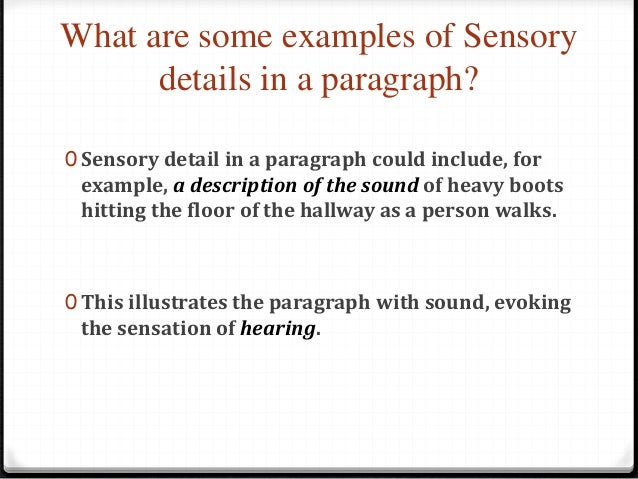 What are some examples of Sensory
details in a paragraph?
0 Sensory detail in a paragraph could include, for
example, a description of the sound of heavy boots
hitting the floor of the hallway as a person walks.
0 This illustrates the paragraph with sound, evoking
the sensation of hearing.